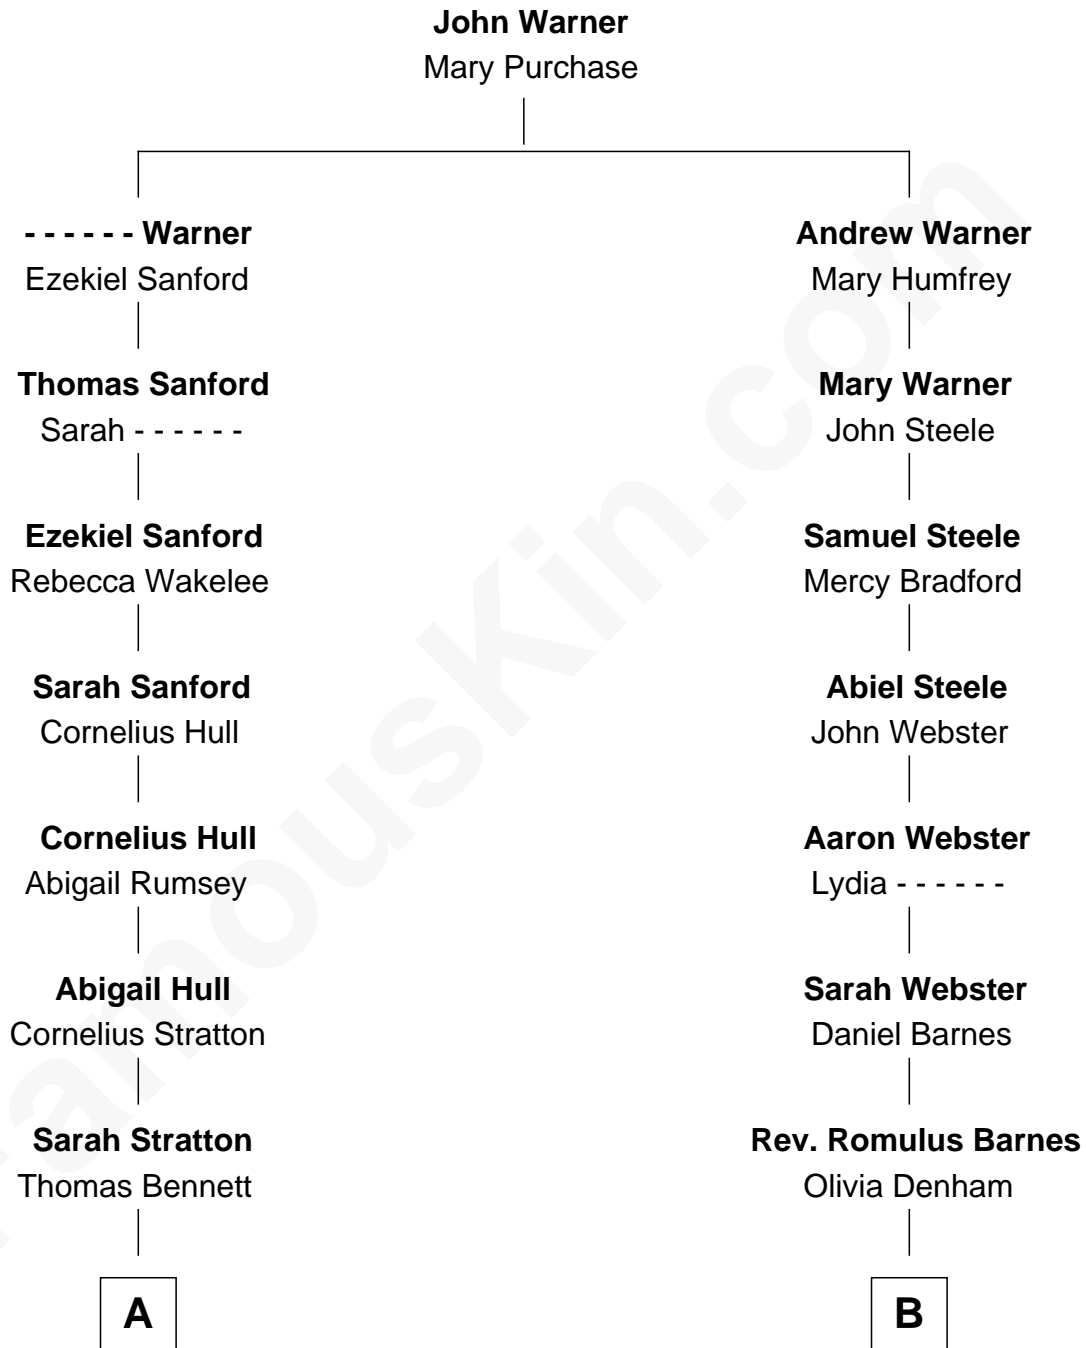 John Warner
Mary Purchase
- - - - - - Warner
Ezekiel Sanford
Andrew Warner
Mary Humfrey
Thomas Sanford
Sarah - - - - - -
Mary Warner
John Steele
Ezekiel Sanford
Rebecca Wakelee
Samuel Steele
Mercy Bradford
Sarah Sanford
Cornelius Hull
Abiel Steele
John Webster
Cornelius Hull
Abigail Rumsey
Aaron Webster
Lydia - - - - - -
Abigail Hull
Cornelius Stratton
Sarah Webster
Daniel Barnes
Sarah Stratton
Thomas Bennett
Rev. Romulus Barnes
Olivia Denham
A
B
FamousKin.com